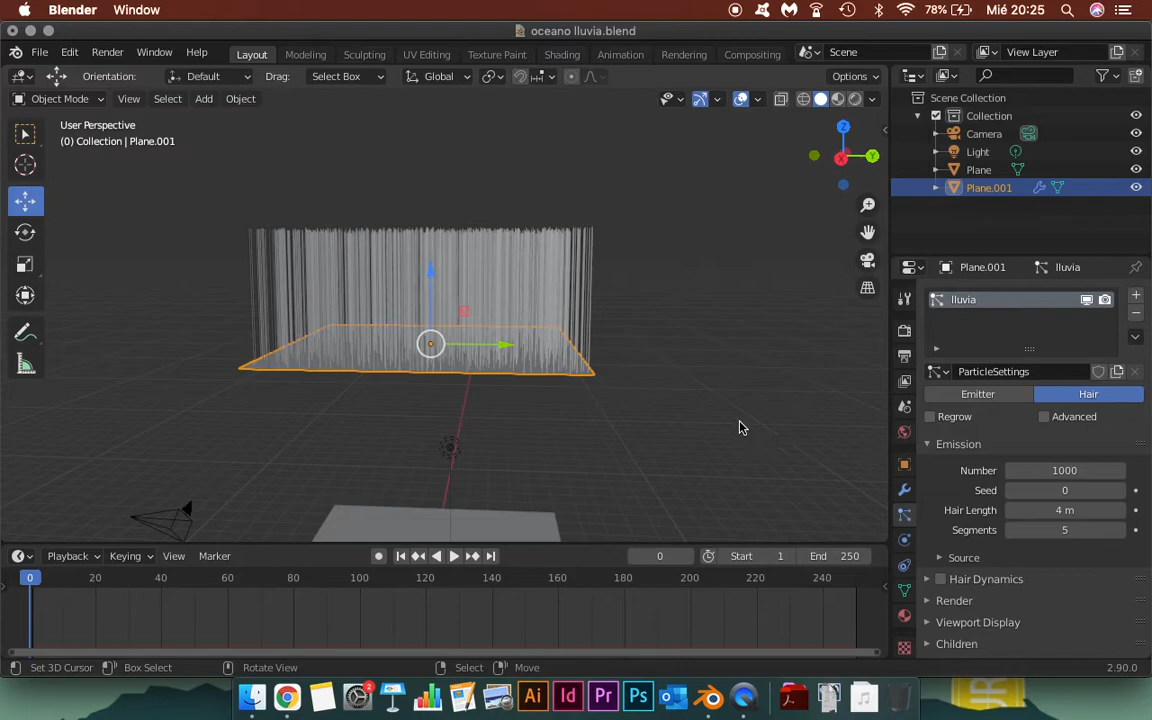 Blender Window 78% Mié 20:25
oceano lluvia.blend
File Edit Render Window Help Layout Modeling Sculpting UV Editing Texture Paint Shading Animation Rendering Compositing Scene View Layer
Orientation: Default Drag: Select Box Global Options
Object Mode View Select Add Object
User Perspective
(0) Collection | Plane.001
Z
X
Y
Scene Collection
Collection
Camera
Light
Plane
Plane.001
Plane.001 lluvia
lluvia
ParticleSettings
Emitter Hair
Regrow Advanced
Emission
Number 1000
Seed 0
Hair Length 4 m
Segments 5
Source
Hair Dynamics
Render
Viewport Display
Children
Playback Keying View Marker 0 Start 1 End 250
0 20 40 60 80 100 120 140 160 180 200 220 240
Set 3D Cursor Box Select Rotate View Select Move 2.90.0
2
Ai Id Pr Ps